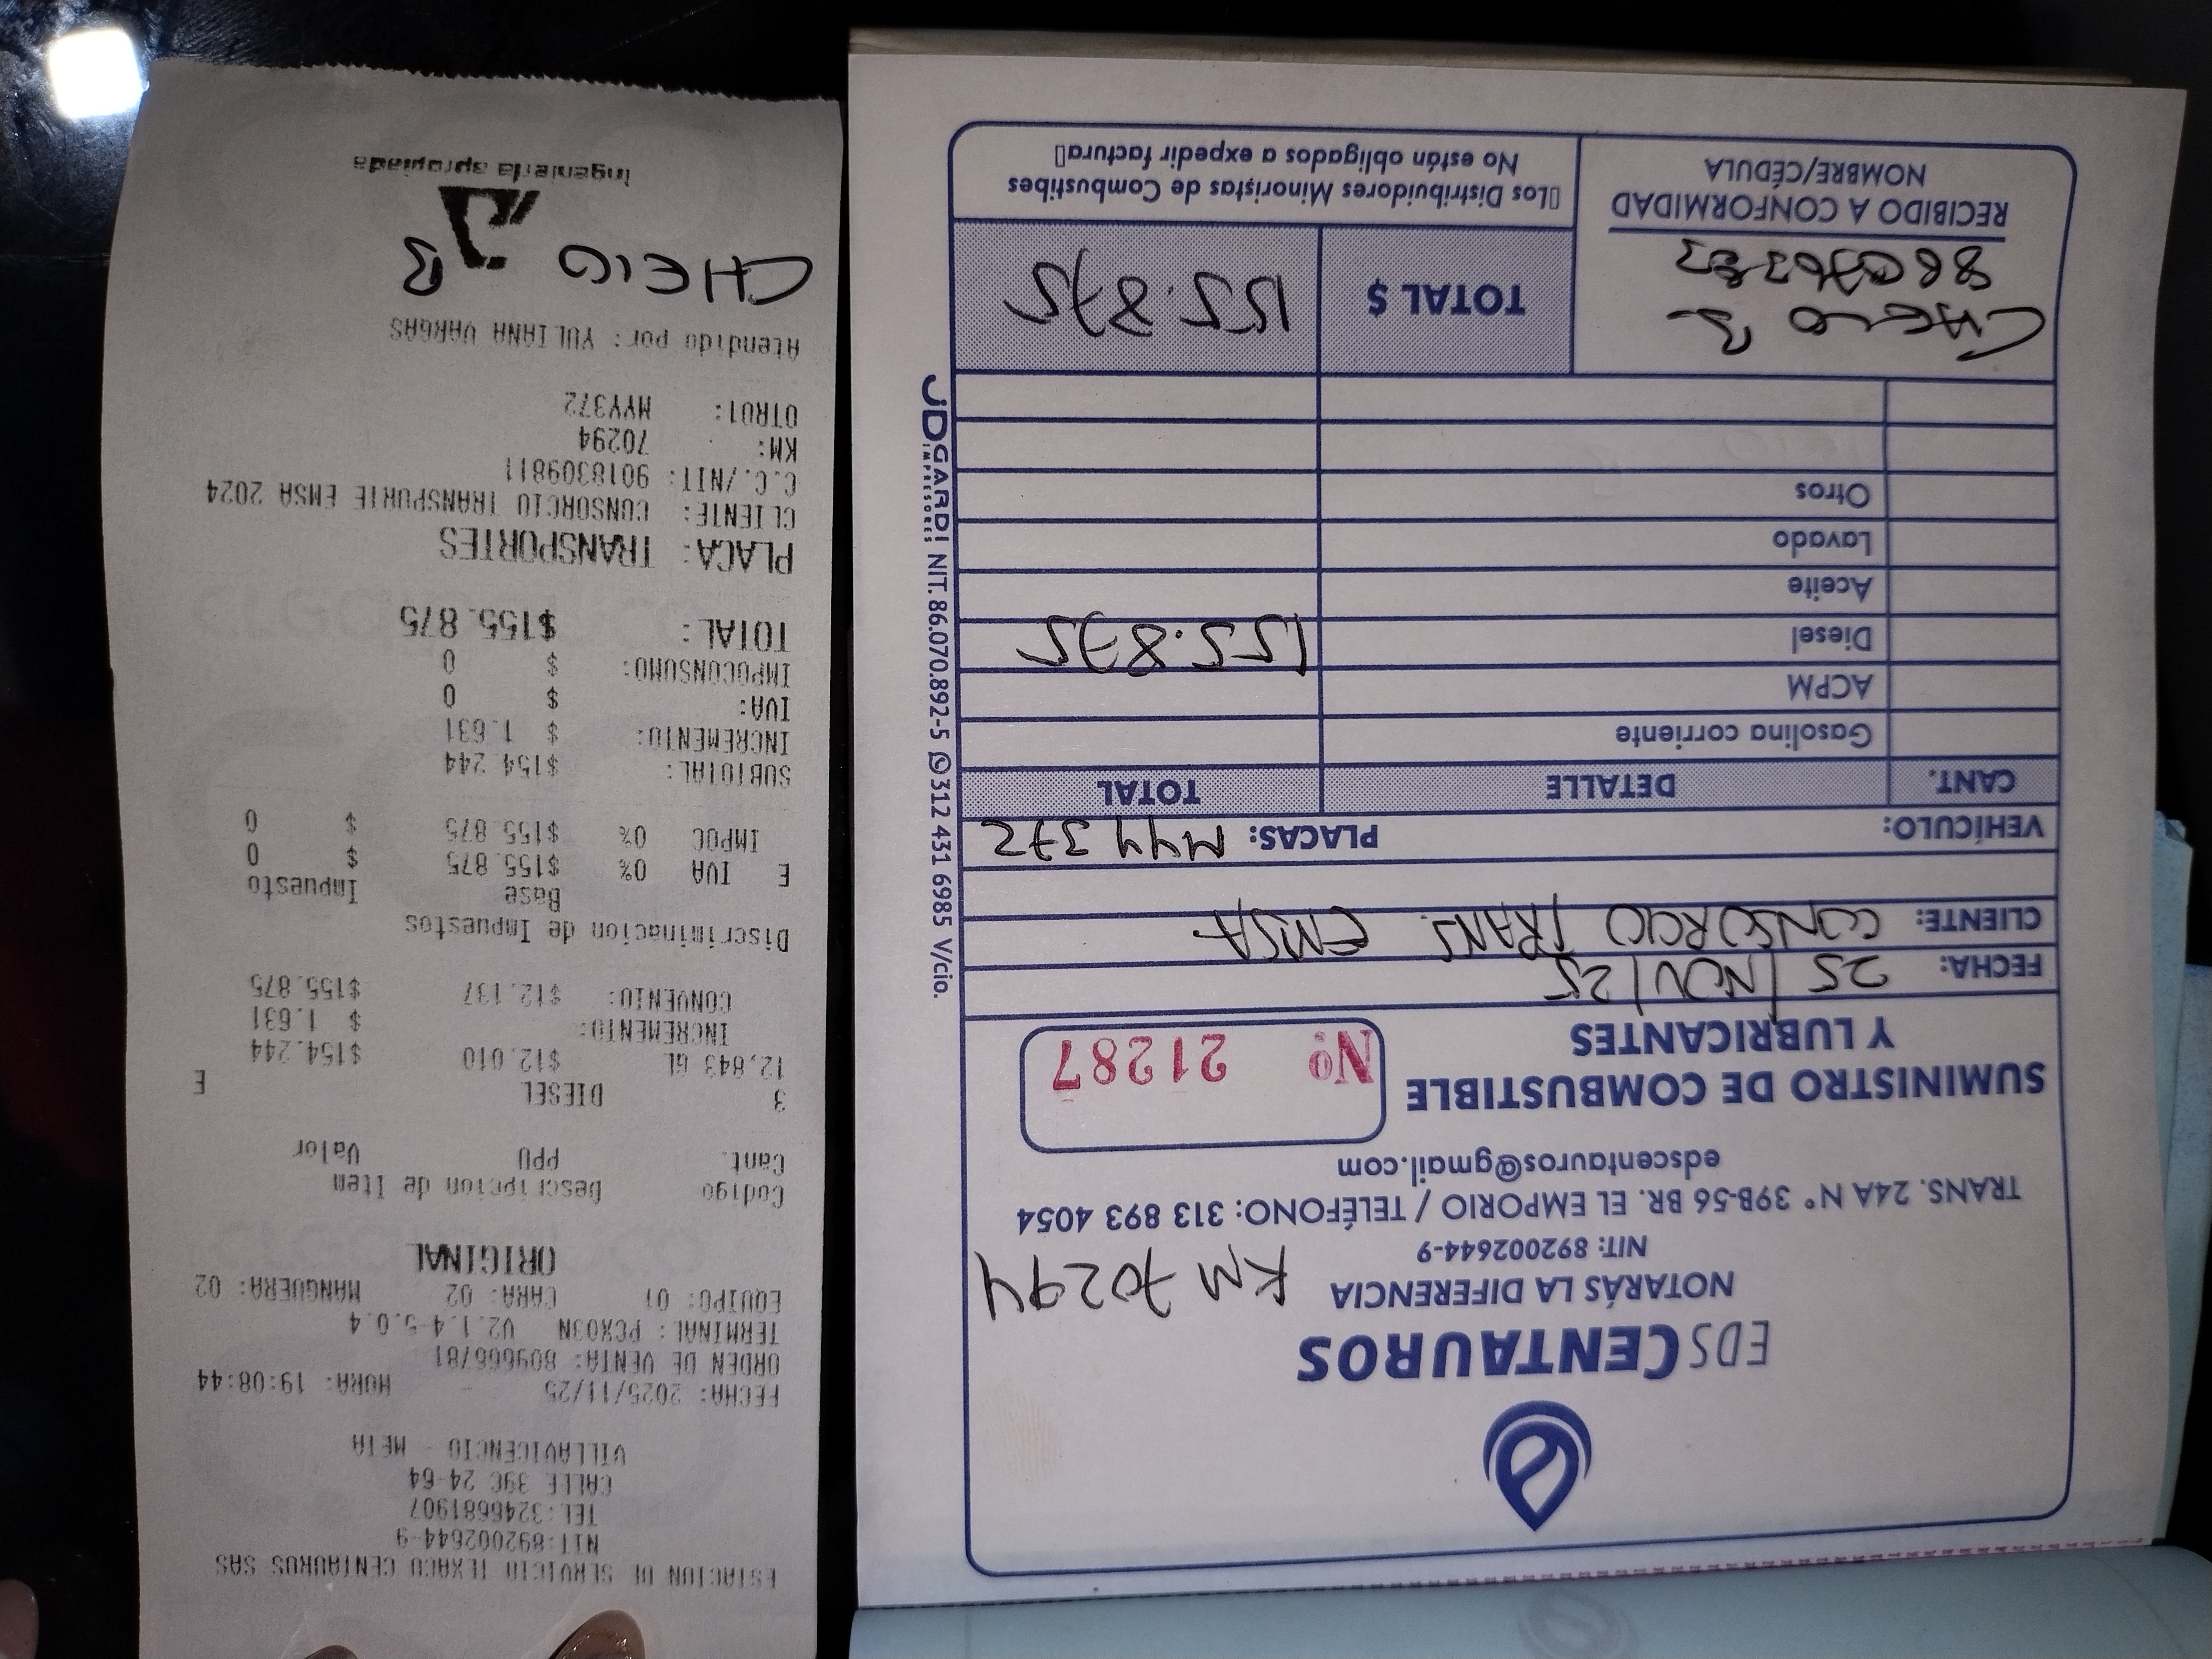 ESTACION DE SERVICIO TEXACO CENTAUROS SAS
NIT:892002644-9
TEL:3246681907
CALLE 39C 24-64
VILLAVICENCIO - META
FECHA: 2025/11/25 - HORA: 19:08:44
ORDEN DE VENTA: 809666781
TERMINAL: PCX03N V2.1.4-5.0.4
EQUIPO: 01 CARA: 02 MANGUERA: 02
ORIGINAL
Codigo Descripcion de Item
Cant. PPU Valor
3 DIESEL E
12,843 GL $12.010 $154.244
INCREMENTO: $ 1.631
CONVENIO: $12.137 $155.875
Discriminacion de Impuestos
Base Impuesto
E IVA 0% $155.875 $ 0
IMPOC 0% $155.875 $ 0
SUBTOTAL: $154.244
INCREMENTO: $ 1.631
IVA: $ 0
IMPOCONSUMO: $ 0
TOTAL: $155.875
PLACA: TRANSPORTES
CLIENTE: CONSORCIO TRANSPORTE EMSA 2024
C.C./NIT: 9018309811
KM: 70294
OTRO1: MYY372
Atendido por: YULIANA VARGAS
CHEIO B
ingeniería apropiada
EDS CENTAUROS
NOTARÁS LA DIFERENCIA
KM 70294
NIT: 892002644-9
TRANS. 24A N° 39B-56 BR. EL EMPORIO / TELÉFONO: 313 893 4054
edscentauros@gmail.com
SUMINISTRO DE COMBUSTIBLE
Y LUBRICANTES
Nº 21287
FECHA: 25/NOV/25
CLIENTE: CONSORCIO TRANS. EMSA
VEHÍCULO: PLACAS: MYY 372
CANT. DETALLE TOTAL
Gasolina corriente
ACPM
Diesel 155.875
Aceite
Lavado
Otros
TOTAL $ 155.875
CHEIO B
RECIBIDO A CONFORMIDAD
NOMBRE/CÉDULA
Los Distribuidores Minoristas de Combustibes
No están obligados a expedir factura
JDGARDI IMPRESORES NIT. 86.070.892-5 312 431 6985 V/cio.